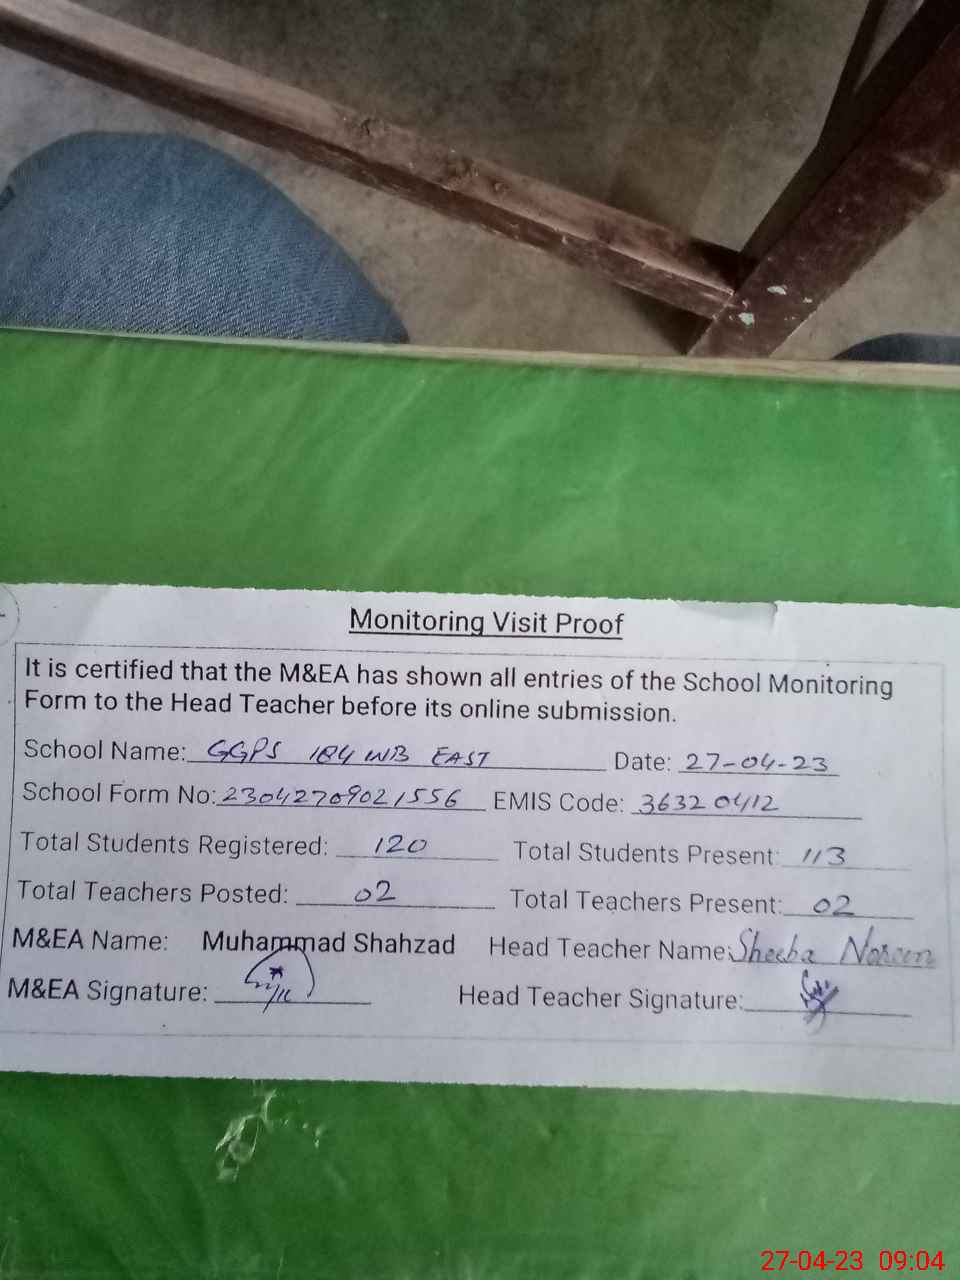 Monitoring Visit Proof
It is certified that the M&EA has shown all entries of the School Monitoring
Form to the Head Teacher before its online submission.
School Name: GGPS 184 WB EAST Date: 27-04-23
School Form No: 23042709021556 EMIS Code: 36320412
Total Students Registered: 120 Total Students Present: 113
Total Teachers Posted: 02 Total Teachers Present: 02
M&EA Name: Muhammad Shahzad Head Teacher Name: Sheeba Noreen
M&EA Signature: Head Teacher Signature:
27-04-23 09:04